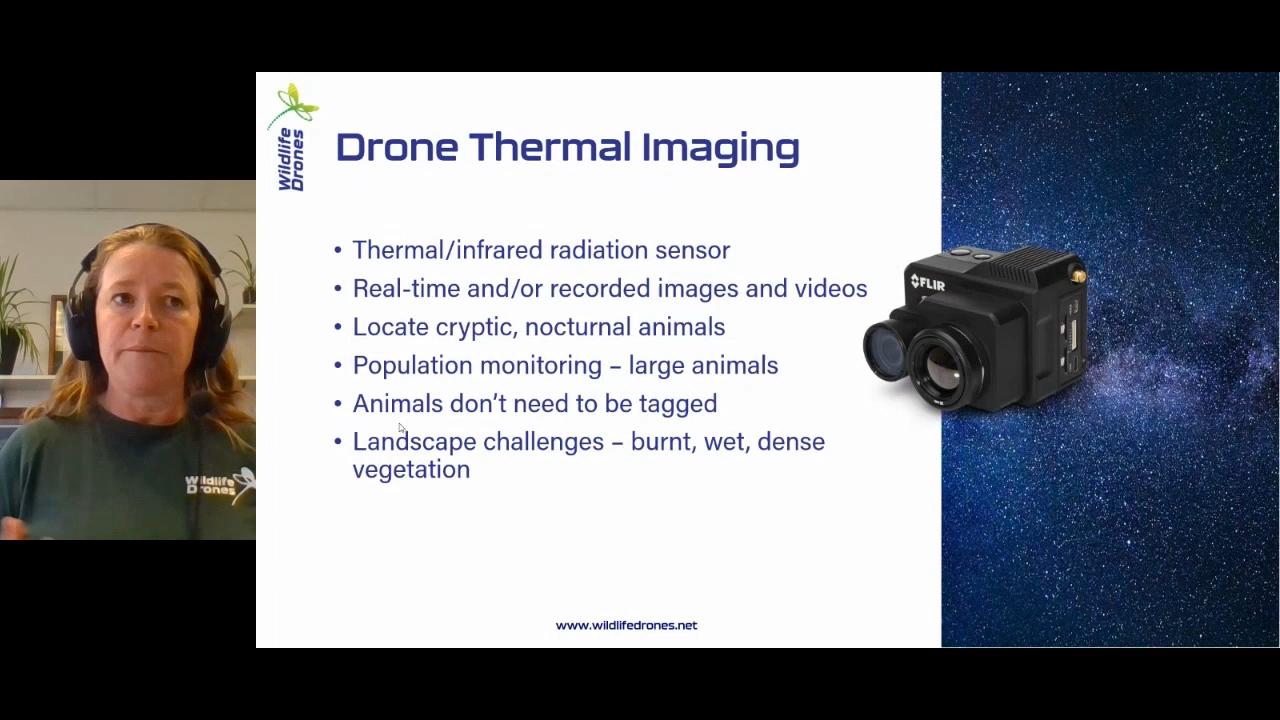 Wildlife
Drones
Drone Thermal Imaging
• Thermal/infrared radiation sensor
• Real-time and/or recorded images and videos
• Locate cryptic, nocturnal animals
• Population monitoring – large animals
• Animals don’t need to be tagged
• Landscape challenges – burnt, wet, dense
vegetation
FLIR
Wildlife
Drones
www.wildlifedrones.net